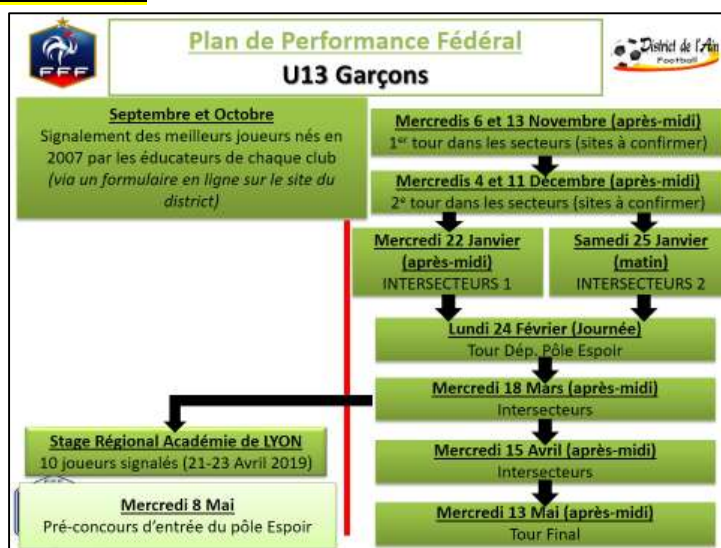 FFF
Plan de Performance Fédéral
U13 Garçons
District de l'Ain
Football
Septembre et Octobre
Signalement des meilleurs joueurs nés en
2007 par les éducateurs de chaque club
(via un formulaire en ligne sur le site du
district)
Mercredis 6 et 13 Novembre (après-midi)
1er tour dans les secteurs (sites à confirmer)
Mercredis 4 et 11 Décembre (après-midi)
2e tour dans les secteurs (sites à confirmer)
Mercredi 22 Janvier
(après-midi)
INTERSECTEURS 1
Samedi 25 Janvier
(matin)
INTERSECTEURS 2
Lundi 24 Février (Journée)
Tour Dép. Pôle Espoir
Mercredi 18 Mars (après-midi)
Intersecteurs
Stage Régional Académie de LYON
10 joueurs signalés (21-23 Avril 2019)
Mercredi 15 Avril (après-midi)
Intersecteurs
Mercredi 8 Mai
Pré-concours d'entrée du pôle Espoir
Mercredi 13 Mai (après-midi)
Tour Final